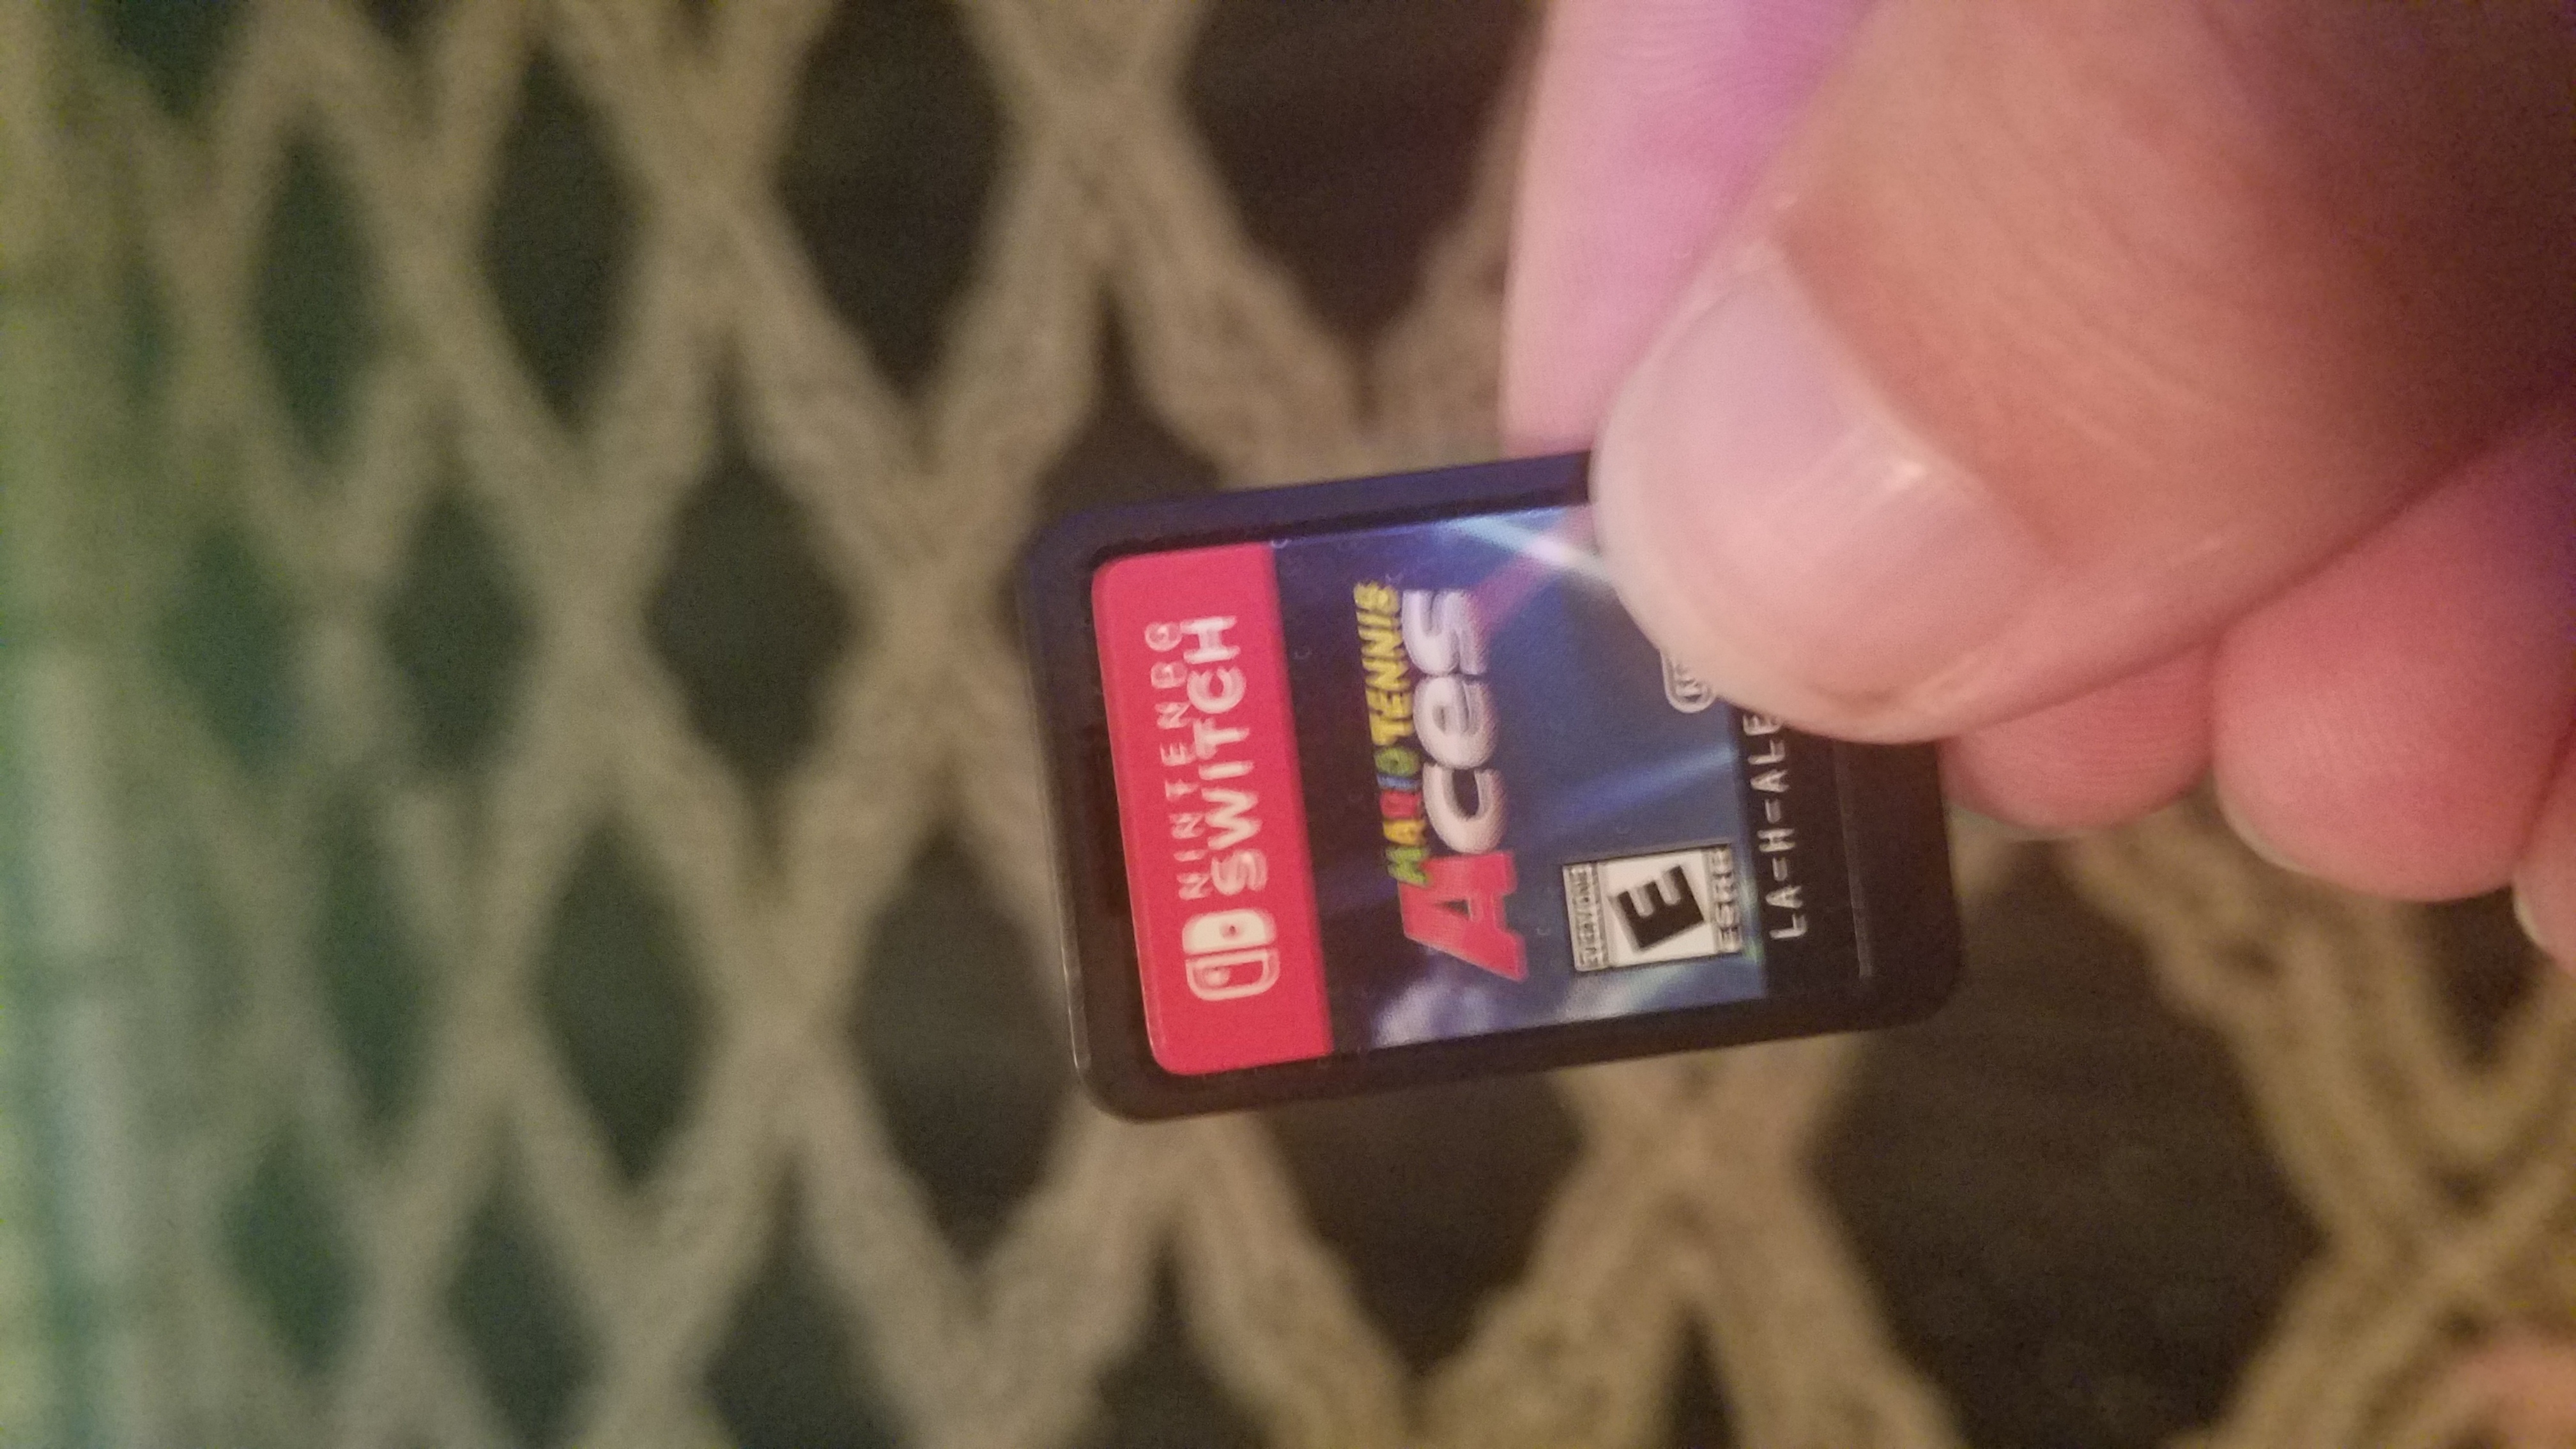 NINTENDO
SWITCH
MARIO TENNIS
Aces
EVERYONE
E
ESRB
LA-H-ALE